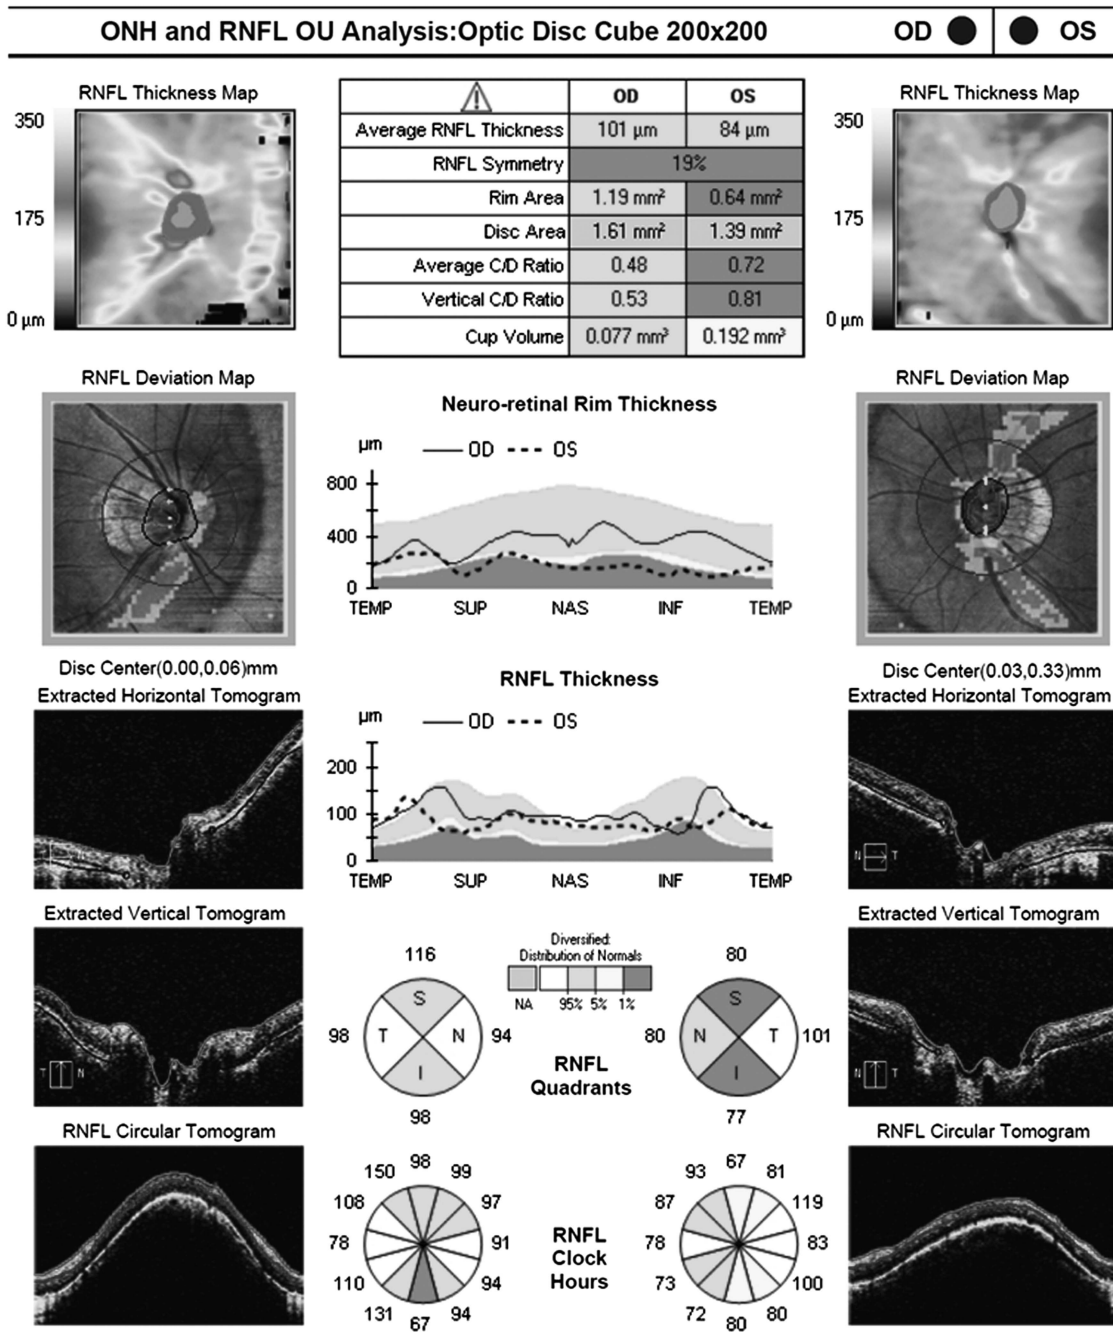 ONH and RNFL OU Analysis:Optic Disc Cube 200x200 OD OS
RNFL Thickness Map
350
175
0 µm
OD OS
Average RNFL Thickness 101 µm 84 µm
RNFL Symmetry 19%
Rim Area 1.19 mm² 0.64 mm²
Disc Area 1.61 mm² 1.39 mm²
Average C/D Ratio 0.48 0.72
Vertical C/D Ratio 0.53 0.81
Cup Volume 0.077 mm³ 0.192 mm³
RNFL Thickness Map
350
175
0 µm
RNFL Deviation Map
Disc Center(0.00,0.06)mm
Neuro-retinal Rim Thickness
µm OD OS
800
400
0
TEMP SUP NAS INF TEMP
RNFL Deviation Map
Disc Center(0.03,0.33)mm
Extracted Horizontal Tomogram
RNFL Thickness
µm OD OS
200
100
0
TEMP SUP NAS INF TEMP
Extracted Horizontal Tomogram
N T
Extracted Vertical Tomogram
T N
Diversified:
Distribution of Normals
NA 95% 5% 1%
116
S
98 T N 94
I
98
RNFL
Quadrants
80
S
80 N T 101
I
77
Extracted Vertical Tomogram
N T
RNFL Circular Tomogram
98
150 99
108 97
78 91
110 94
131 94
67
RNFL
Clock
Hours
67
93 81
87 119
78 83
73 100
72 80
80
RNFL Circular Tomogram